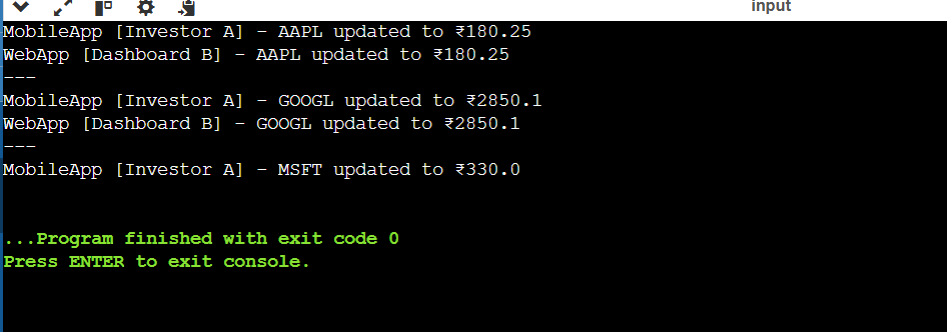 input
MobileApp [Investor A] - AAPL updated to ₹180.25
WebApp [Dashboard B] - AAPL updated to ₹180.25
---
MobileApp [Investor A] - GOOGL updated to ₹2850.1
WebApp [Dashboard B] - GOOGL updated to ₹2850.1
---
MobileApp [Investor A] - MSFT updated to ₹330.0
...Program finished with exit code 0
Press ENTER to exit console.